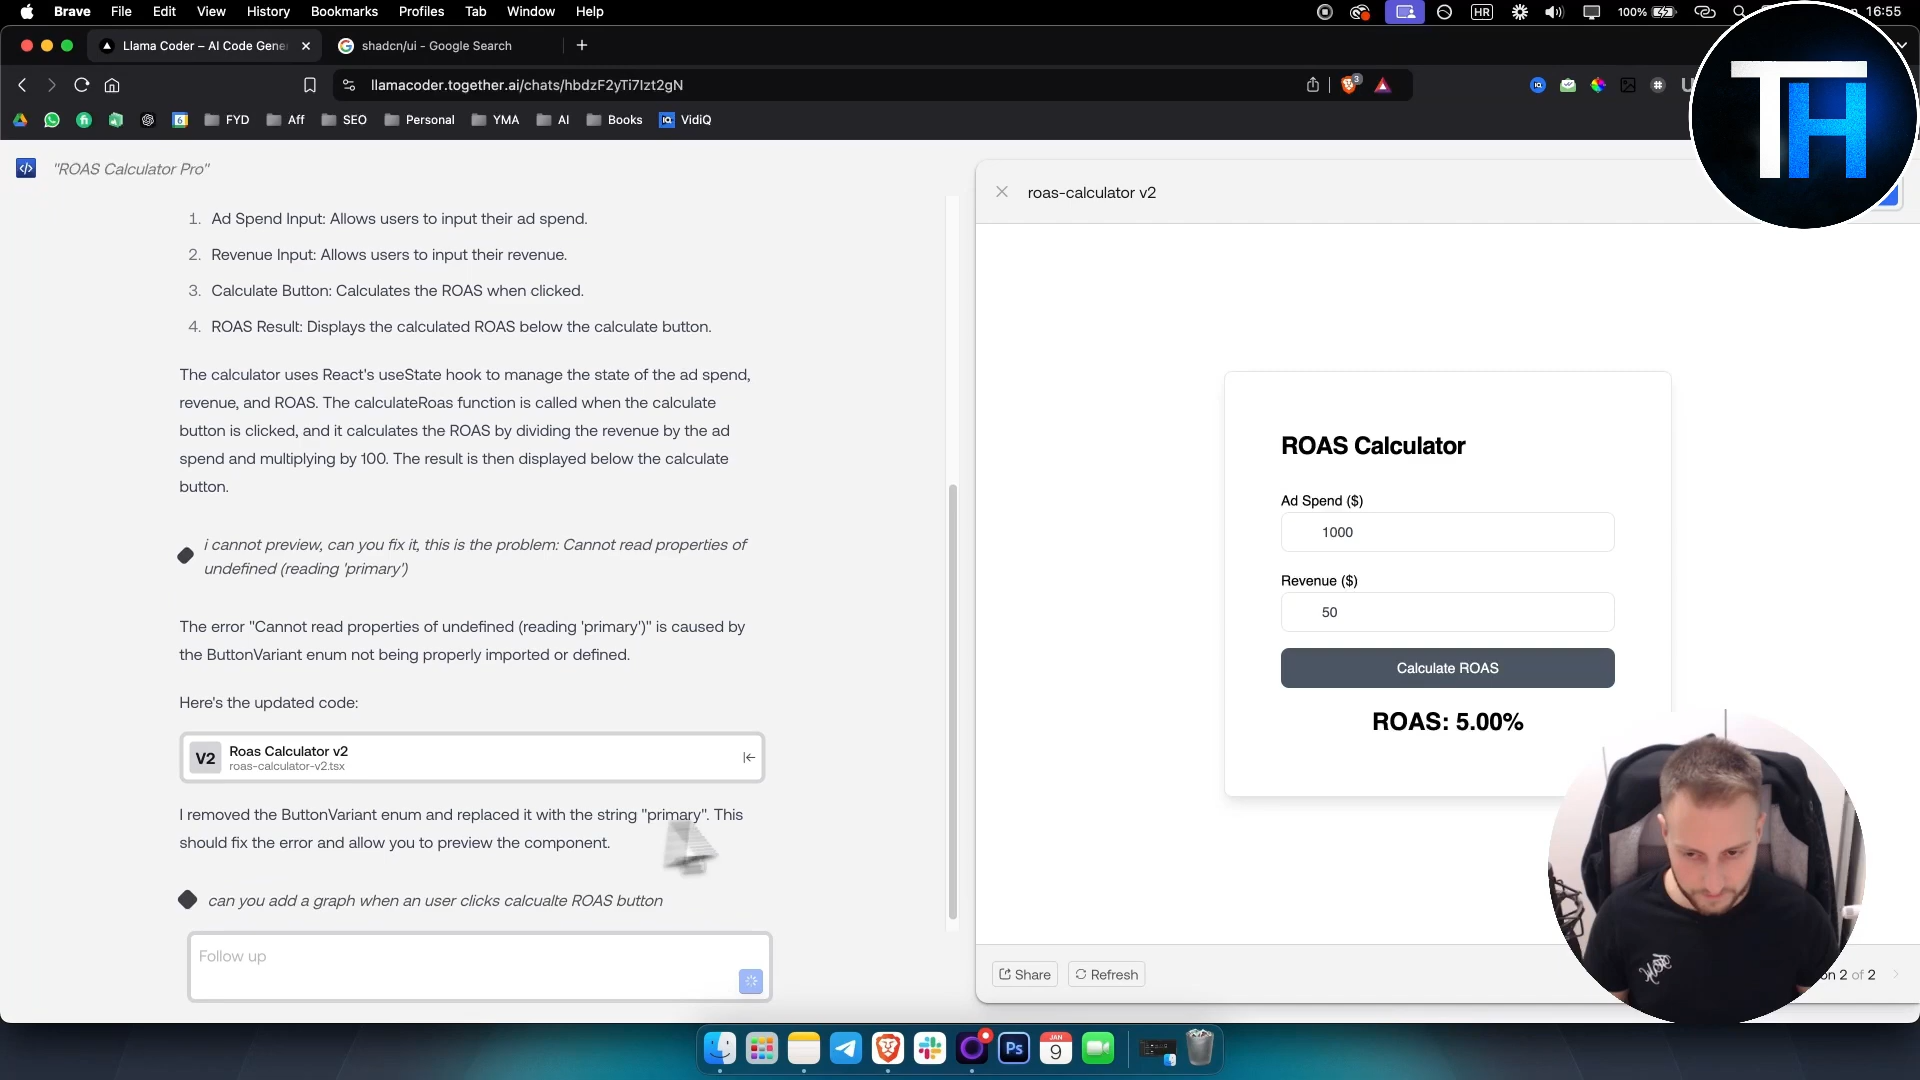 Brave File Edit View History Bookmarks Profiles Tab Window Help HR 100% 16:55
Llama Coder – AI Code Gene
shadcn/ui - Google Search
llamacoder.together.ai/chats/hbdzF2yTi7Izt2gN
3
FYD Aff SEO Personal YMA AI Books VidiQ
TH
"ROAS Calculator Pro"
roas-calculator v2
1. Ad Spend Input: Allows users to input their ad spend.
2. Revenue Input: Allows users to input their revenue.
3. Calculate Button: Calculates the ROAS when clicked.
4. ROAS Result: Displays the calculated ROAS below the calculate button.
The calculator uses React's useState hook to manage the state of the ad spend,
revenue, and ROAS. The calculateRoas function is called when the calculate
button is clicked, and it calculates the ROAS by dividing the revenue by the ad
spend and multiplying by 100. The result is then displayed below the calculate
button.
i cannot preview, can you fix it, this is the problem: Cannot read properties of
undefined (reading 'primary')
The error "Cannot read properties of undefined (reading 'primary')" is caused by
the ButtonVariant enum not being properly imported or defined.
Here's the updated code:
V2
Roas Calculator v2
roas-calculator-v2.tsx
I removed the ButtonVariant enum and replaced it with the string "primary". This
should fix the error and allow you to preview the component.
can you add a graph when an user clicks calcualte ROAS button
Follow up
ROAS Calculator
Ad Spend ($)
1000
Revenue ($)
50
Calculate ROAS
ROAS: 5.00%
Share
Refresh
on 2 of 2
Ps
JAN
9